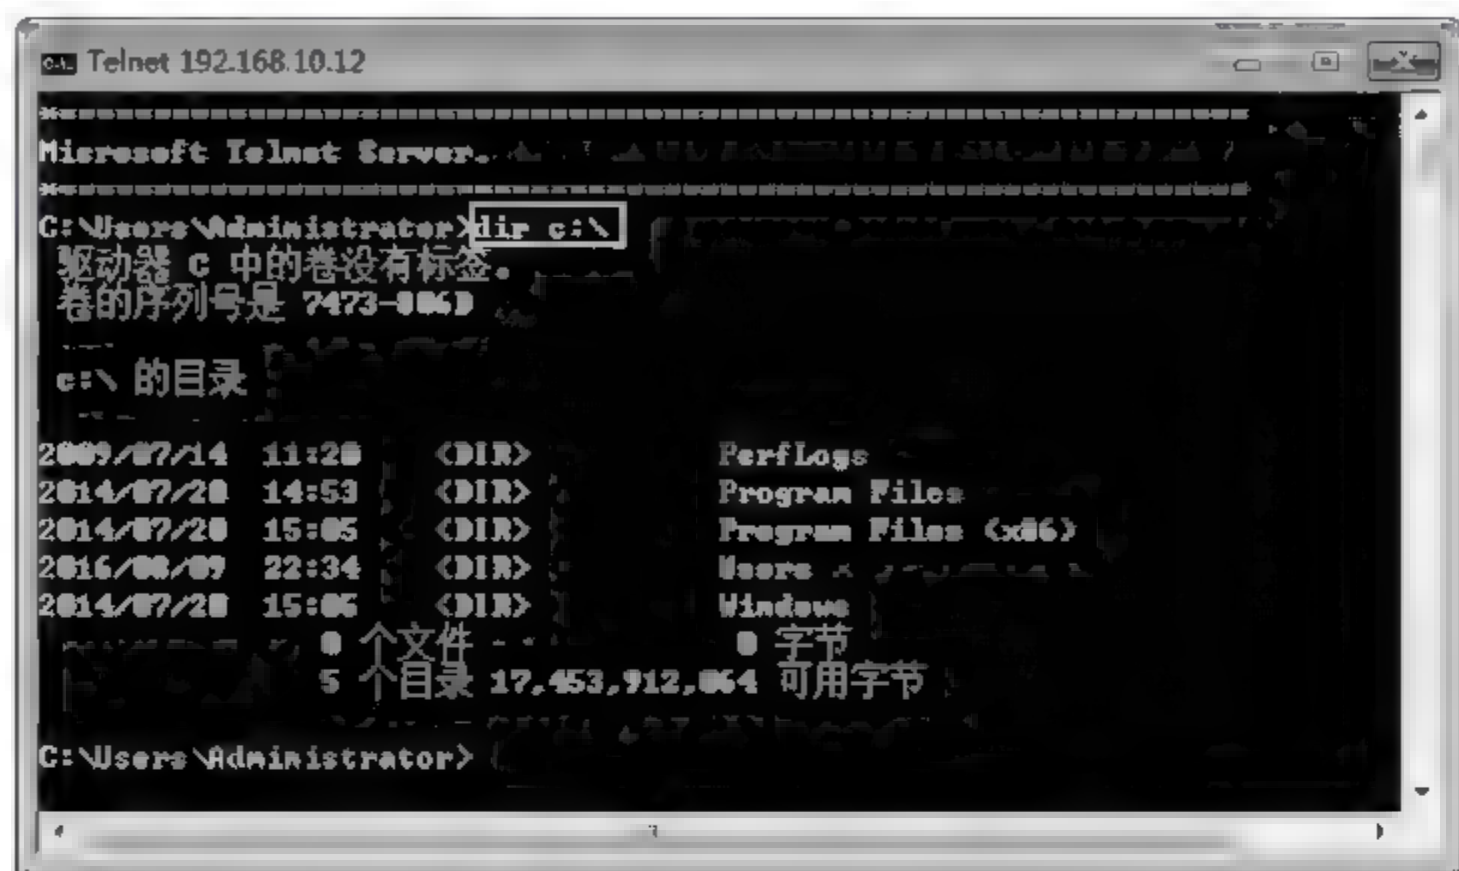 Telnet 192.168.10.12
Microsoft Telnet Server.
C:\Users\Administrator>dir c:\
驱动器 C 中的卷没有标签。
卷的序列号是 7473-806D
c:\ 的目录
2009/07/14 11:20 <DIR> PerfLogs
2014/07/20 14:53 <DIR> Program Files
2014/07/20 15:05 <DIR> Program Files (x86)
2016/08/09 22:34 <DIR> Users
2014/07/20 15:06 <DIR> Windows
0 个文件 0 字节
5 个目录 17,453,912,064 可用字节
C:\Users\Administrator>